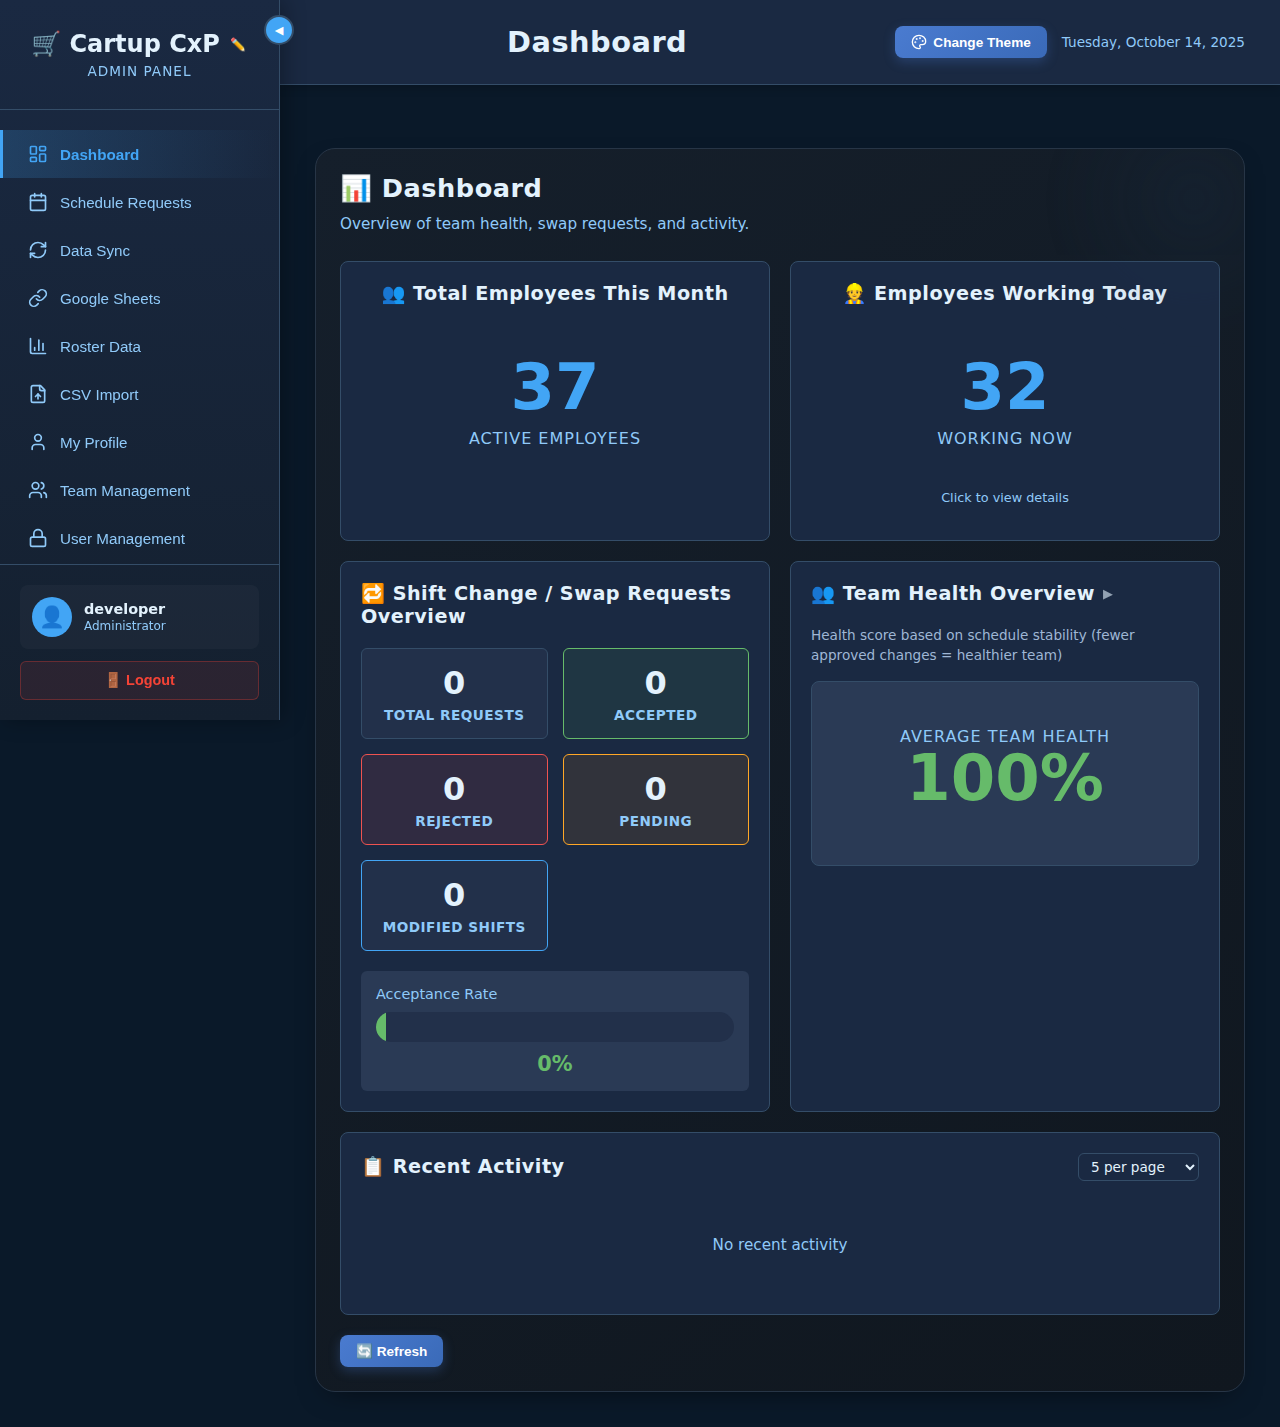 🛒 Cartup CxP ✏️
ADMIN PANEL
◀
Dashboard
Schedule Requests
Data Sync
Google Sheets
Roster Data
CSV Import
My Profile
Team Management
User Management
👤 developer
Administrator
🚪 Logout
Dashboard
Change Theme
Tuesday, October 14, 2025
📊 Dashboard
Overview of team health, swap requests, and activity.
👥 Total Employees This Month
37
ACTIVE EMPLOYEES
👷 Employees Working Today
32
WORKING NOW
Click to view details
🔁 Shift Change / Swap Requests
Overview
0
TOTAL REQUESTS
0
ACCEPTED
0
REJECTED
0
PENDING
0
MODIFIED SHIFTS
Acceptance Rate
0%
👥 Team Health Overview ▶
Health score based on schedule stability (fewer
approved changes = healthier team)
AVERAGE TEAM HEALTH
100%
📋 Recent Activity
5 per page
No recent activity
🔄 Refresh